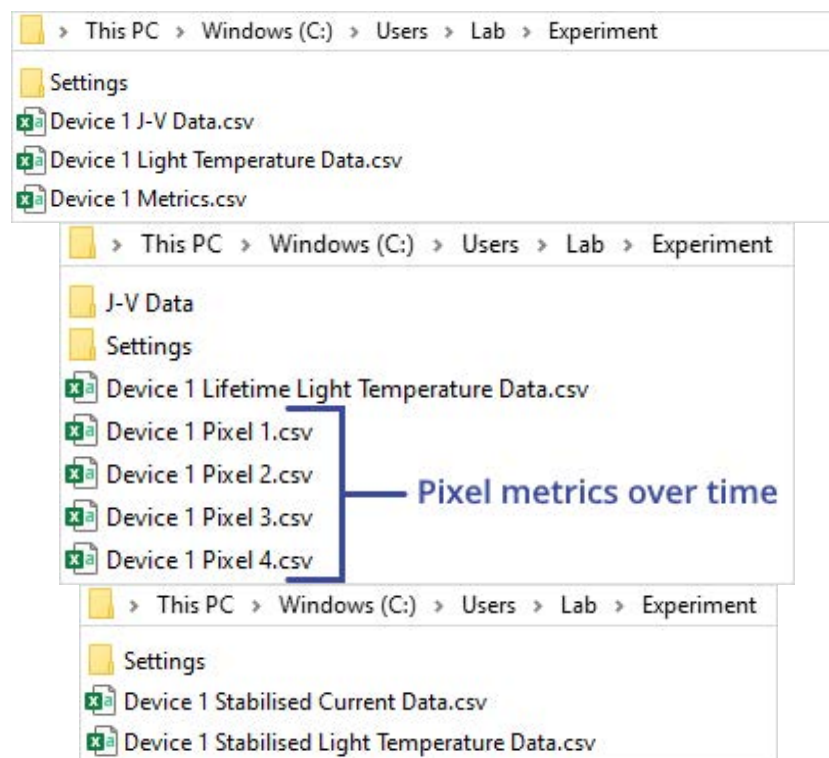 > This PC > Windows (C:) > Users > Lab > Experiment
Settings
Device 1 J-V Data.csv
Device 1 Light Temperature Data.csv
Device 1 Metrics.csv
> This PC > Windows (C:) > Users > Lab > Experiment
J-V Data
Settings
Device 1 Lifetime Light Temperature Data.csv
Device 1 Pixel 1.csv
Device 1 Pixel 2.csv
Pixel metrics over time
Device 1 Pixel 3.csv
Device 1 Pixel 4.csv
> This PC > Windows (C:) > Users > Lab > Experiment
Settings
Device 1 Stabilised Current Data.csv
Device 1 Stabilised Light Temperature Data.csv